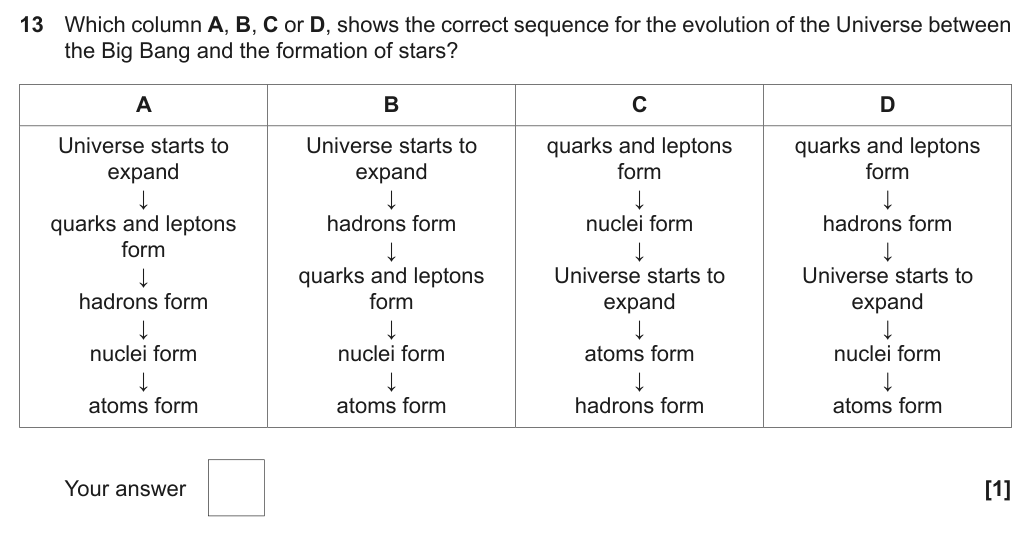 13 Which column A, B, C or D, shows the correct sequence for the evolution of the Universe between
the Big Bang and the formation of stars?
A
Universe starts to
expand
↓
quarks and leptons
form
↓
hadrons form
↓
nuclei form
↓
atoms form
B
Universe starts to
expand
↓
hadrons form
↓
quarks and leptons
form
↓
nuclei form
↓
atoms form
C
quarks and leptons
form
↓
nuclei form
↓
Universe starts to
expand
↓
atoms form
↓
hadrons form
D
quarks and leptons
form
↓
hadrons form
↓
Universe starts to
expand
↓
nuclei form
↓
atoms form
Your answer
[1]